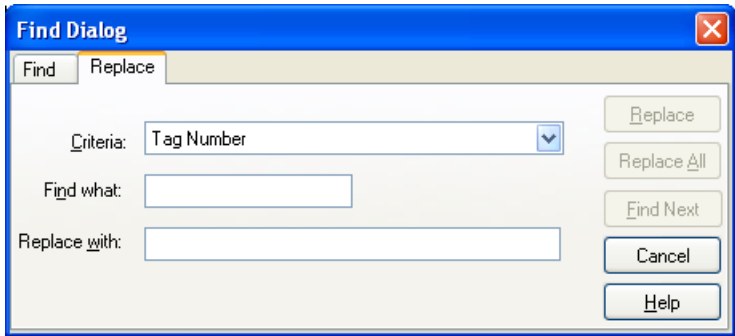 Find Dialog
Find
Replace
Criteria:
Tag Number
Find what:
Replace with:
Replace
Replace All
Find Next
Cancel
Help